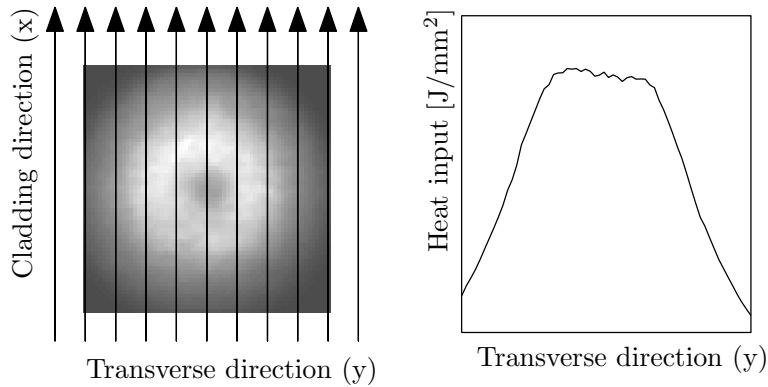 Cladding direction (x)
Transverse direction (y)
Heat input [J/mm²]
Transverse direction (y)